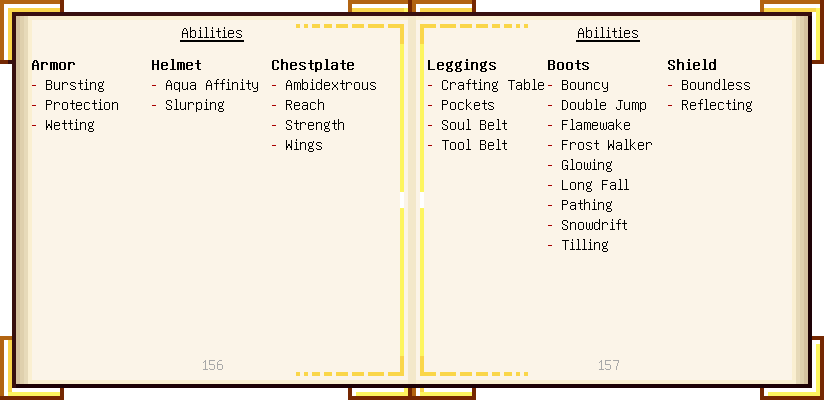 Abilities
Armor
- Bursting
- Protection
- Wetting
Helmet
- Aqua Affinity
- Slurping
Chestplate
- Ambidextrous
- Reach
- Strength
- Wings
156
Abilities
Leggings
- Crafting Table
- Pockets
- Soul Belt
- Tool Belt
Boots
- Bouncy
- Double Jump
- Flamewake
- Frost Walker
- Glowing
- Long Fall
- Pathing
- Snowdrift
- Tilling
Shield
- Boundless
- Reflecting
157